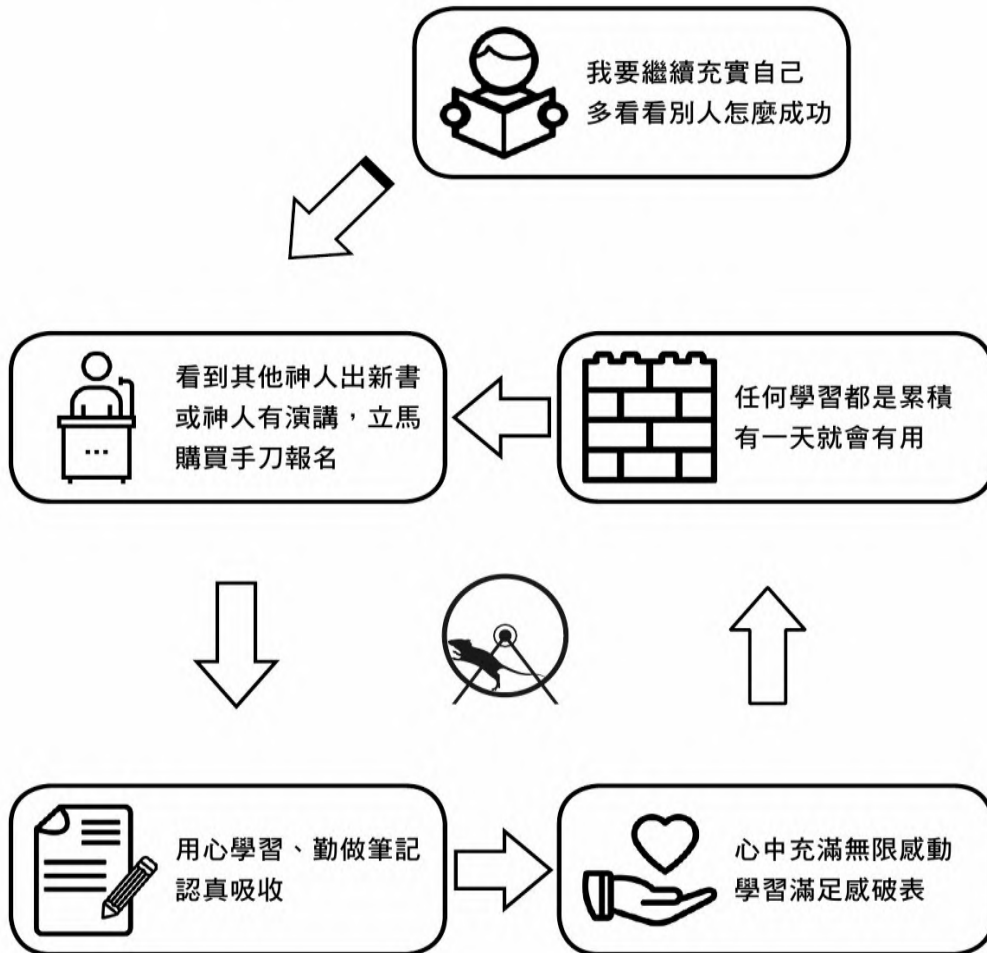 我要繼續充實自己
多看看別人怎麼成功
看到其他神人出新書
或神人有演講，立馬
購買手刀報名
任何學習都是累積
有一天就會有用
用心學習、勤做筆記
認真吸收
心中充滿無限感動
學習滿足感破表